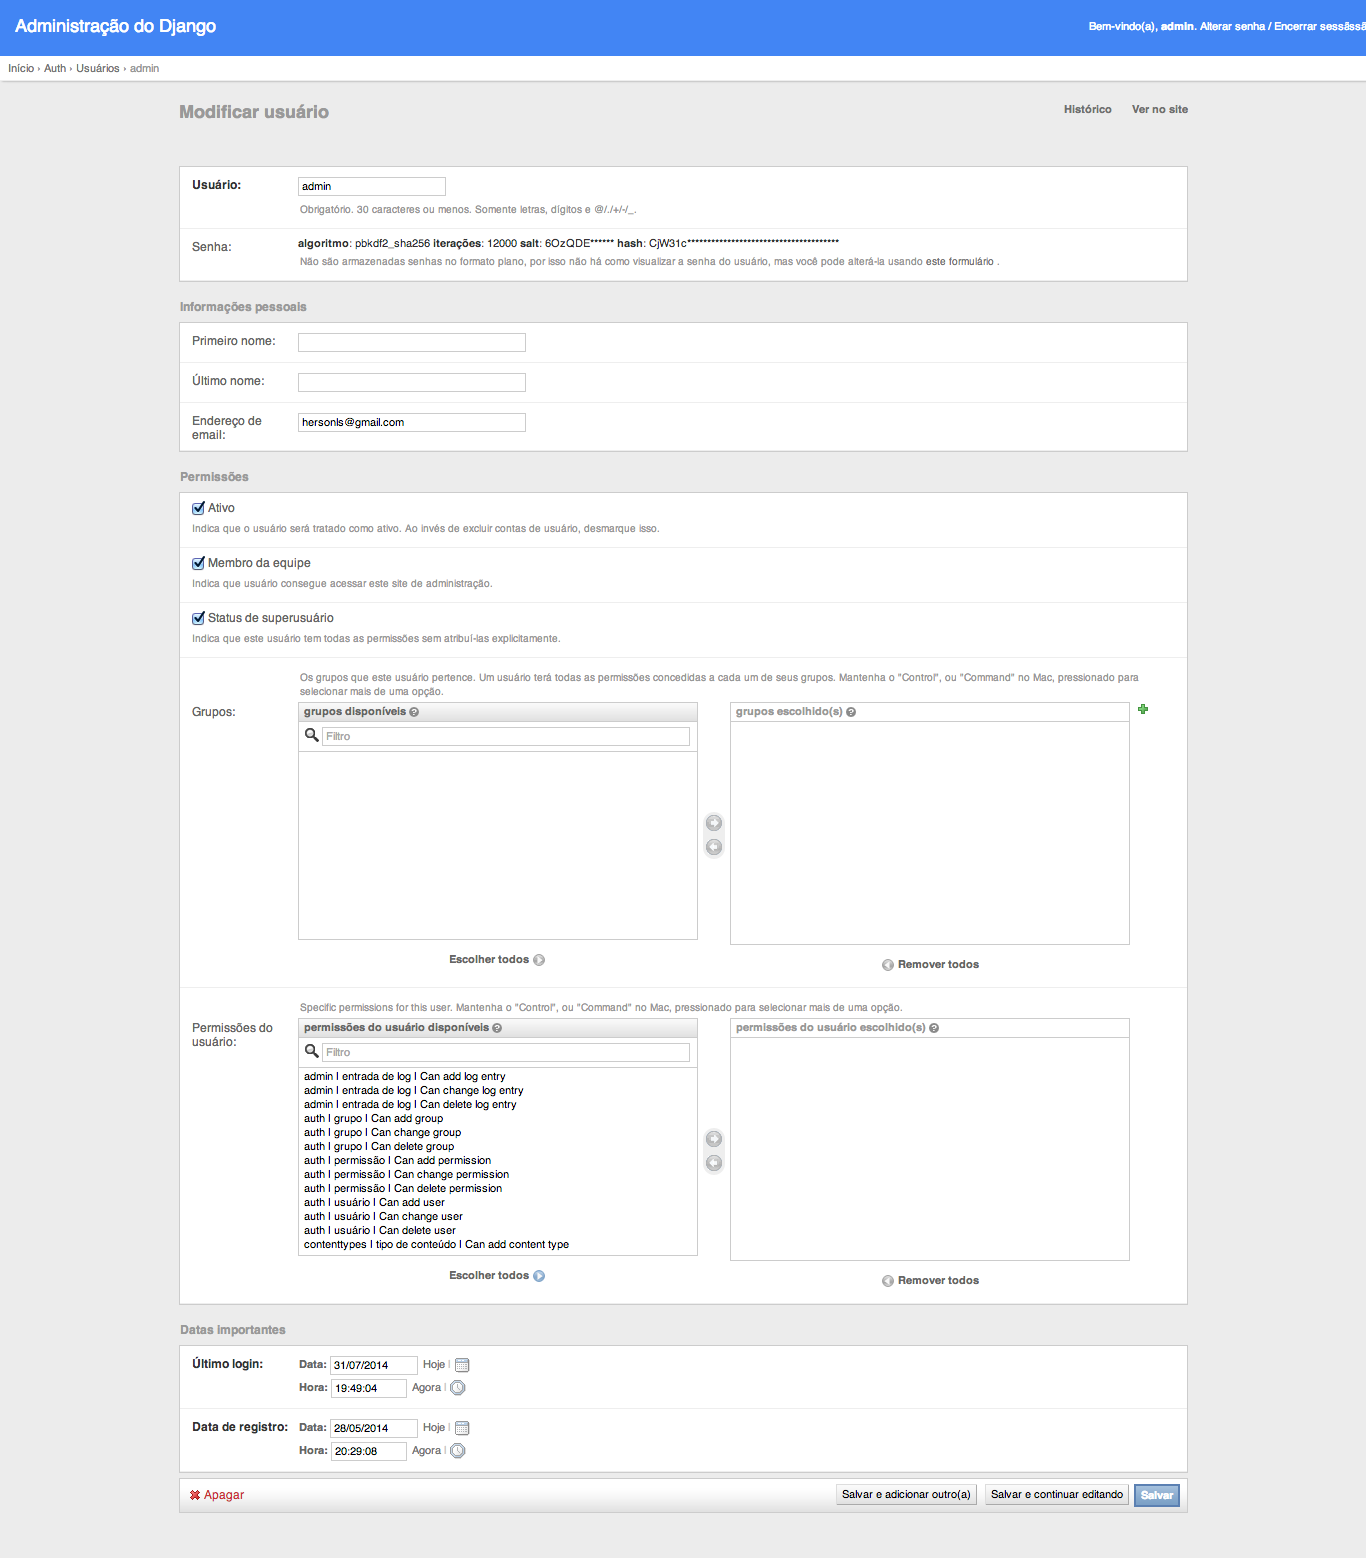 Administração do Django
Bem-vindo(a), admin. Alterar senha / Encerrar
Início › Auth › Usuários › admin
Modificar usuário
Histórico Ver no site
Usuário: admin
Obrigatório. 30 caracteres ou menos. Somente letras, dígitos e @/./+/-/_.
Senha: algoritmo: pbkdf2_sha256 iterações: 12000 salt: 6OzQDE****** hash: CjW31c**************************************
Não são armazenadas senhas no formato plano, por isso não há como visualizar a senha do usuário, mas você pode alterá-la usando este formulário .
Informações pessoais
Primeiro nome:
Último nome:
Endereço de
email:
hersonls@gmail.com
Permissões
Ativo
Indica que o usuário será tratado como ativo. Ao invés de excluir contas de usuário, desmarque isso.
Membro da equipe
Indica que usuário consegue acessar este site de administração.
Status de superusuário
Indica que este usuário tem todas as permissões sem atribuí-las explicitamente.
Os grupos que este usuário pertence. Um usuário terá todas as permissões concedidas a cada um de seus grupos. Mantenha o "Control", ou "Command" no Mac, pressionado para
selecionar mais de uma opção.
Grupos:
grupos disponíveis ?
Filtro
Escolher todos
grupos escolhido(s) ?
Remover todos
Specific permissions for this user. Mantenha o "Control", ou "Command" no Mac, pressionado para selecionar mais de uma opção.
Permissões do
usuário:
permissões do usuário disponíveis ?
Filtro
admin | entrada de log | Can add log entry
admin | entrada de log | Can change log entry
admin | entrada de log | Can delete log entry
auth | grupo | Can add group
auth | grupo | Can change group
auth | grupo | Can delete group
auth | permissão | Can add permission
auth | permissão | Can change permission
auth | permissão | Can delete permission
auth | usuário | Can add user
auth | usuário | Can change user
auth | usuário | Can delete user
contenttypes | tipo de conteúdo | Can add content type
Escolher todos
permissões do usuário escolhido(s) ?
Remover todos
Datas importantes
Último login: Data: 31/07/2014 Hoje |
Hora: 19:49:04 Agora |
Data de registro: Data: 28/05/2014 Hoje |
Hora: 20:29:08 Agora |
Apagar
Salvar e adicionar outro(a) Salvar e continuar editando Salvar